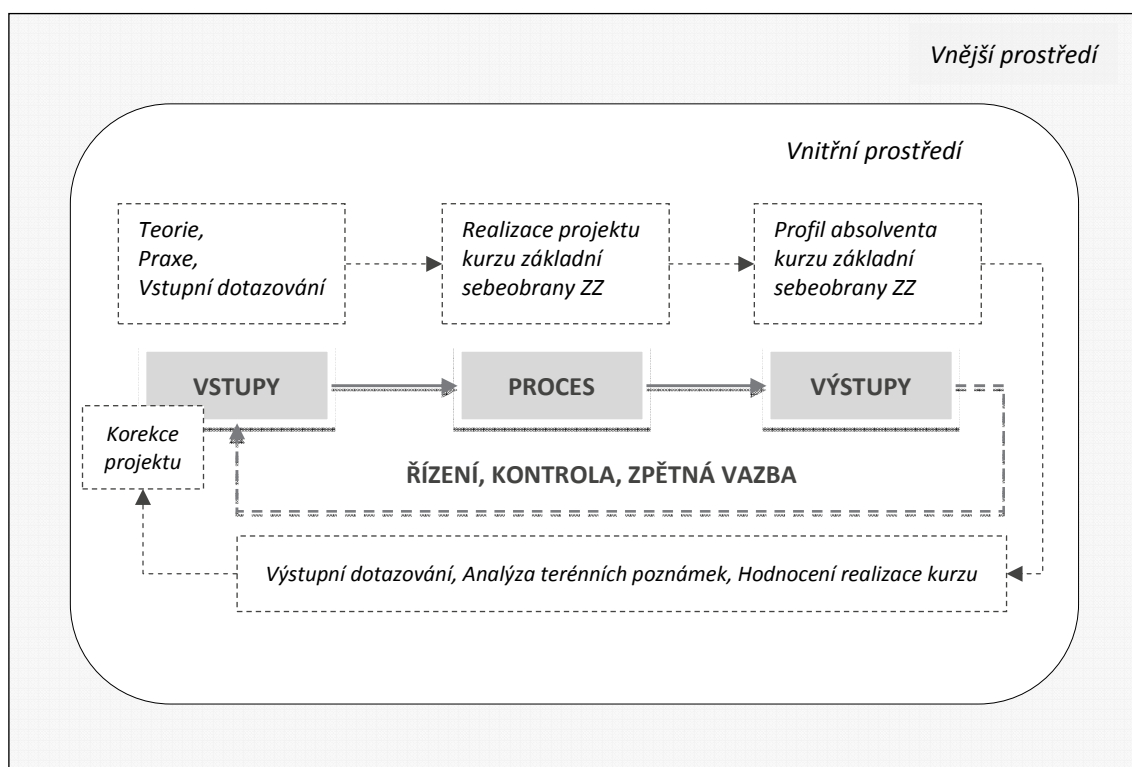 Vnější prostředí
Vnitřní prostředí
Teorie,
Praxe,
Vstupní dotazování
Realizace projektu
kurzu základní
sebeobrany ZZ
Profil absolventa
kurzu základní
sebeobrany ZZ
VSTUPY
PROCES
VÝSTUPY
Korekce
projektu
ŘÍZENÍ, KONTROLA, ZPĚTNÁ VAZBA
Výstupní dotazování, Analýza terénních poznámek, Hodnocení realizace kurzu